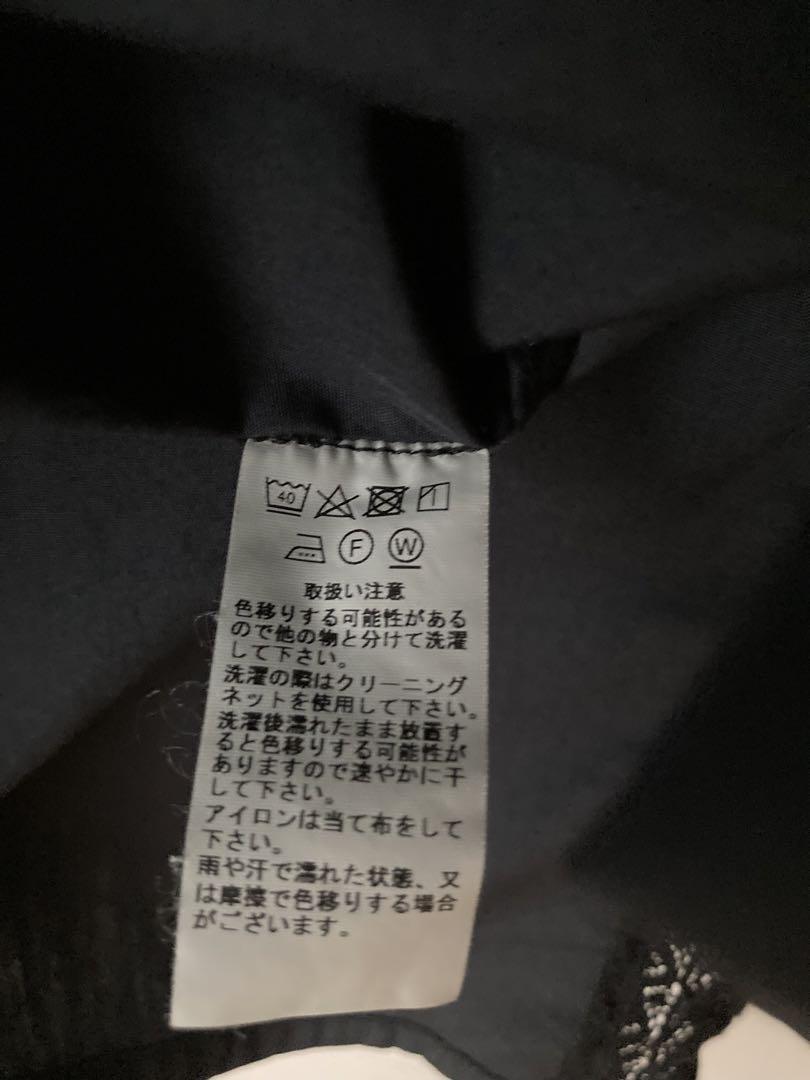 40
F W
取扱い注意
色移りする可能性がある
ので他の物と分けて洗濯
して下さい。
洗濯の際はクリーニング
ネットを使用して下さい。
洗濯後濡れたまま放置す
ると色移りする可能性が
ありますので速やかに干
して下さい。
アイロンは当て布をして
下さい。
雨や汗で濡れた状態、又
は摩擦で色移りする場合
がございます。